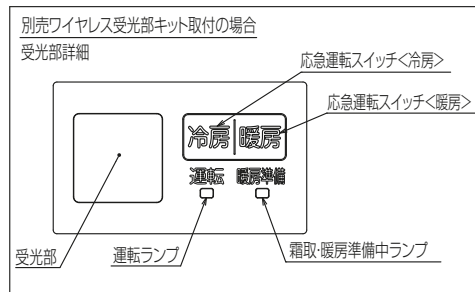 別売ワイヤレス受光部キット取付の場合
受光部詳細
応急運転スイッチ<冷房>
応急運転スイッチ<暖房>
冷房 暖房
運転 暖房準備
受光部
運転ランプ
霜取・暖房準備中ランプ